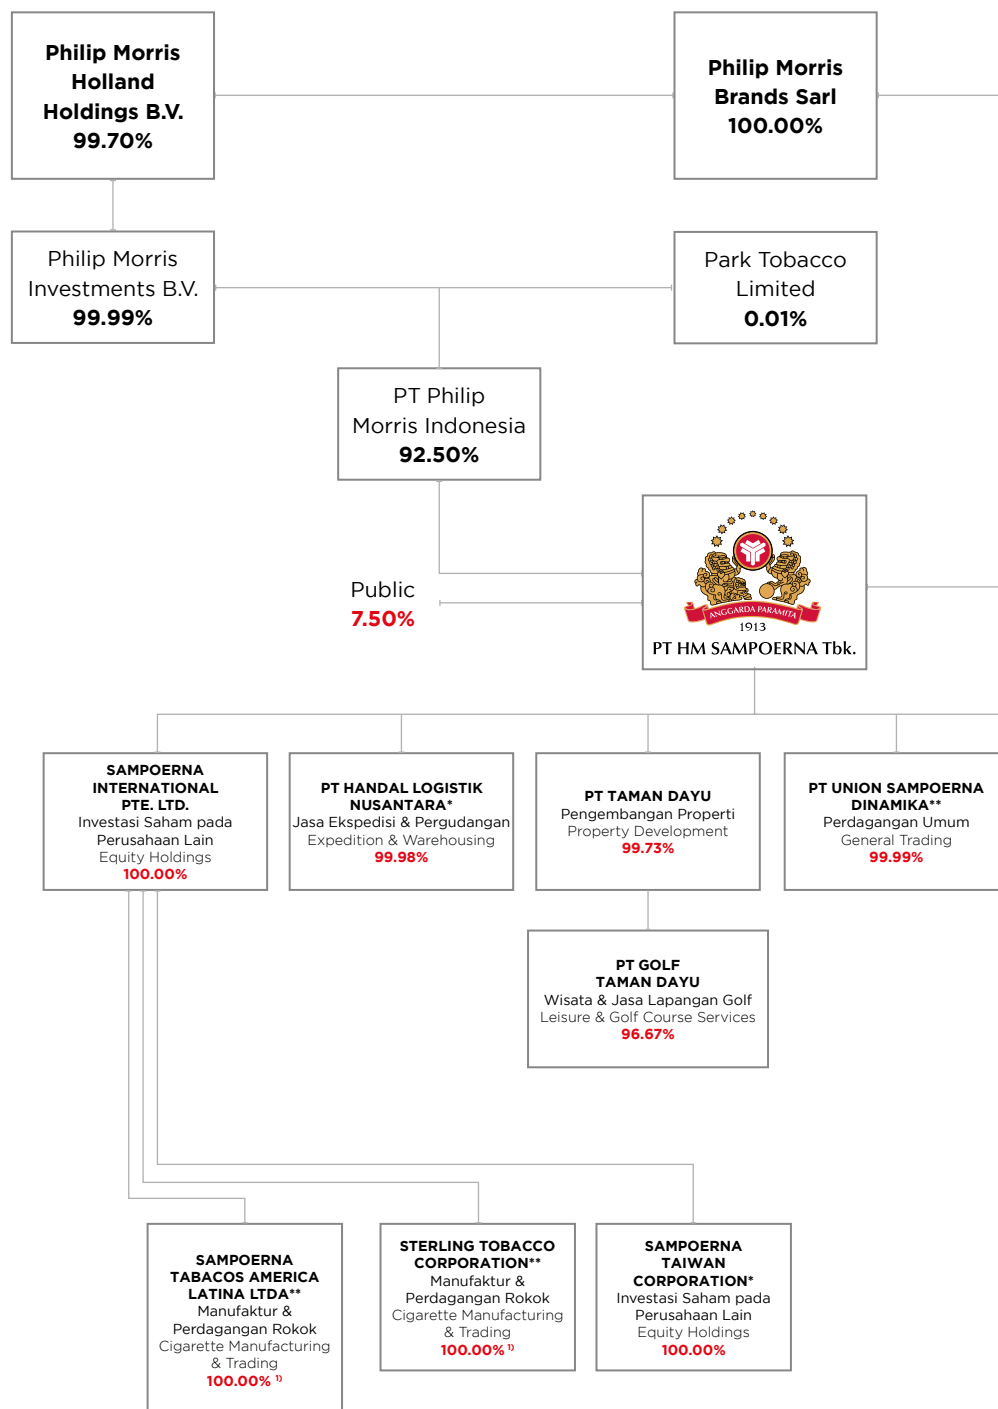 Philip Morris
Holland
Holdings B.V.
99.70%
Philip Morris
Brands Sarl
100.00%
Philip Morris
Investments B.V.
99.99%
Park Tobacco
Limited
0.01%
PT Philip
Morris Indonesia
92.50%
Public
7.50%
ANGGARDA PARAMITA
1913
PT HM SAMPOERNA Tbk.
SAMPOERNA
INTERNATIONAL
PTE. LTD.
Investasi Saham pada
Perusahaan Lain
Equity Holdings
100.00%
PT HANDAL LOGISTIK
NUSANTARA*
Jasa Ekspedisi & Pergudangan
Expedition & Warehousing
99.98%
PT TAMAN DAYU
Pengembangan Properti
Property Development
99.73%
PT UNION SAMPOERNA
DINAMIKA**
Perdagangan Umum
General Trading
99.99%
PT GOLF
TAMAN DAYU
Wisata & Jasa Lapangan Golf
Leisure & Golf Course Services
96.67%
SAMPOERNA
TABACOS AMERICA
LATINA LTDA**
Manufaktur &
Perdagangan Rokok
Cigarette Manufacturing
& Trading
100.00% 1)
STERLING TOBACCO
CORPORATION**
Manufaktur &
Perdagangan Rokok
Cigarette Manufacturing
& Trading
100.00% 1)
SAMPOERNA
TAIWAN
CORPORATION*
Investasi Saham pada
Perusahaan Lain
Equity Holdings
100.00%